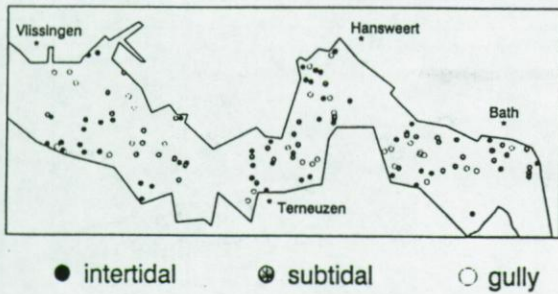 Vlissingen
Hansweert
Bath
Terneuzen
intertidal
subtidal
gully